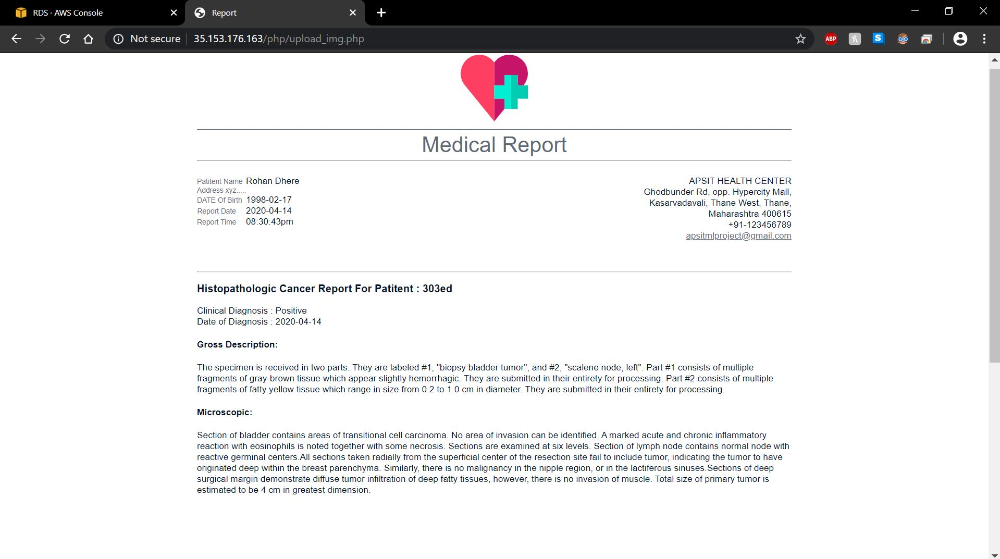 RDS · AWS Console
Report
Not secure
35.153.176.163/php/upload_img.php
ABP
S
Medical Report
Patitent Name Rohan Dhere
Address xyz.....
DATE Of Birth 1998-02-17
Report Date 2020-04-14
Report Time 08:30:43pm
APSIT HEALTH CENTER
Ghodbunder Rd, opp. Hypercity Mall,
Kasarvadavali, Thane West, Thane,
Maharashtra 400615
+91-123456789
apsitmlproject@gmail.com
Histopathologic Cancer Report For Patitent : 303ed
Clinical Diagnosis : Positive
Date of Diagnosis : 2020-04-14
Gross Description:
The specimen is received in two parts. They are labeled #1, "biopsy bladder tumor", and #2, "scalene node, left". Part #1 consists of multiple
fragments of gray-brown tissue which appear slightly hemorrhagic. They are submitted in their entirety for processing. Part #2 consists of multiple
fragments of fatty yellow tissue which range in size from 0.2 to 1.0 cm in diameter. They are submitted in their entirety for processing.
Microscopic:
Section of bladder contains areas of transitional cell carcinoma. No area of invasion can be identified. A marked acute and chronic inflammatory
reaction with eosinophils is noted together with some necrosis. Sections are examined at six levels. Section of lymph node contains normal node with
reactive germinal centers.All sections taken radially from the superficial center of the resection site fail to include tumor, indicating the tumor to have
originated deep within the breast parenchyma. Similarly, there is no malignancy in the nipple region, or in the lactiferous sinuses.Sections of deep
surgical margin demonstrate diffuse tumor infiltration of deep fatty tissues, however, there is no invasion of muscle. Total size of primary tumor is
estimated to be 4 cm in greatest dimension.